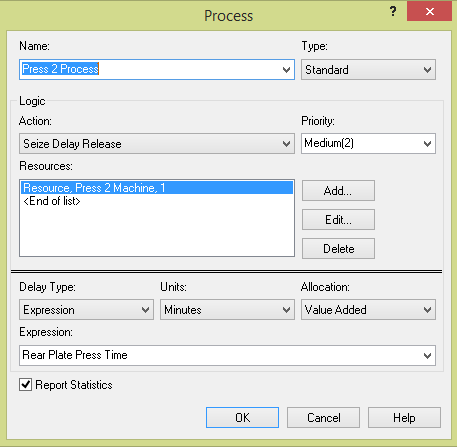 Process
?
X
Name:
Type:
Press 2 Process
Standard
Logic
Action:
Priority:
Seize Delay Release
Medium(2)
Resources:
Resource, Press 2 Machine, 1
<End of list>
Add...
Edit...
Delete
Delay Type:
Units:
Allocation:
Expression
Minutes
Value Added
Expression:
Rear Plate Press Time
Report Statistics
OK
Cancel
Help